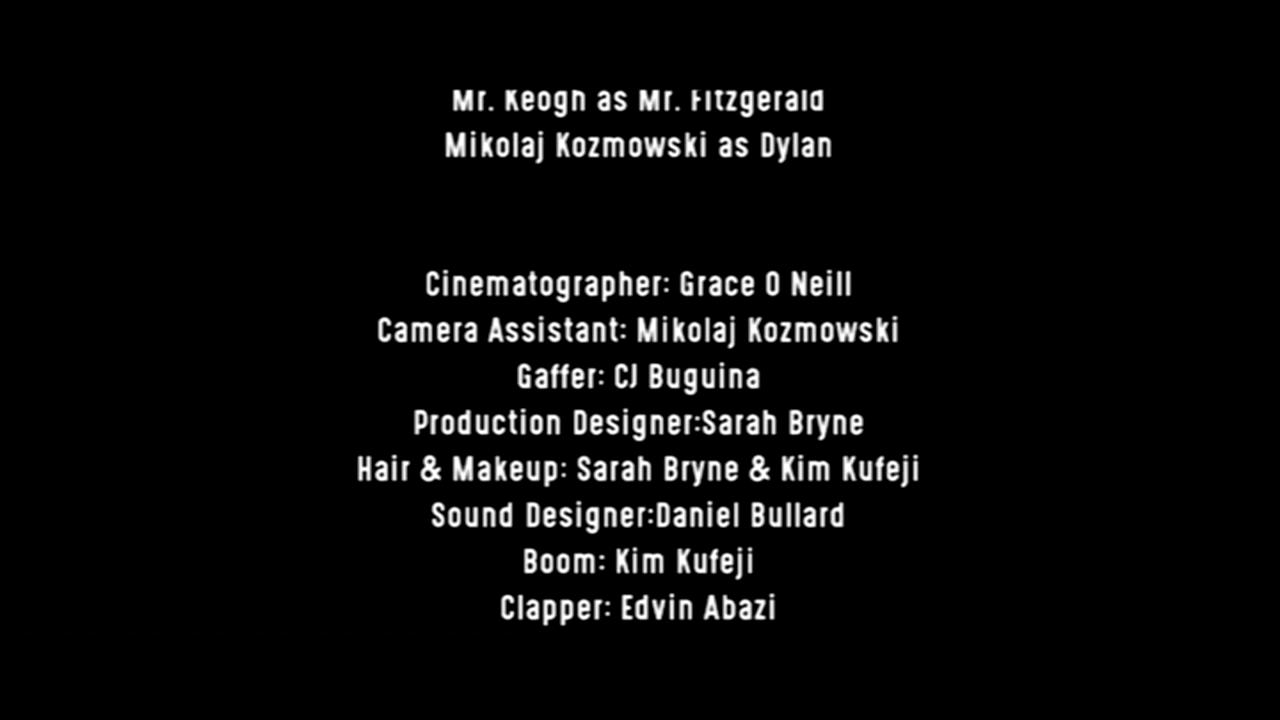 Mr. Keogh as Mr. Fitzgerald
Mikolaj Kozmowski as Dylan
Cinematographer: Grace O Neill
Camera Assistant: Mikolaj Kozmowski
Gaffer: CJ Buguina
Production Designer:Sarah Bryne
Hair & Makeup: Sarah Bryne & Kim Kufeji
Sound Designer:Daniel Bullard
Boom: Kim Kufeji
Clapper: Edvin Abazi